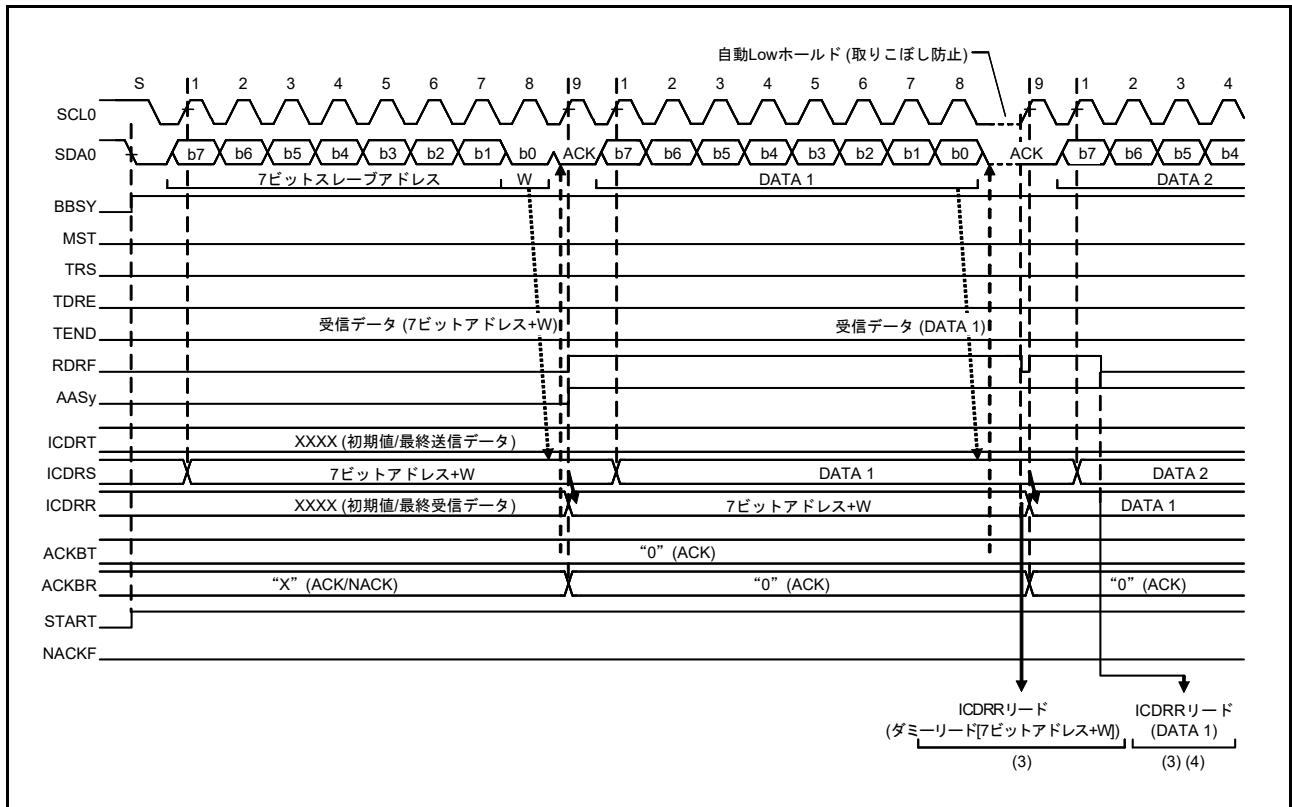 自動Lowホールド (取りこぼし防止)
S 1 2 3 4 5 6 7 8 9 1 2 3 4 5 6 7 8 9 1 2 3 4
SCL0
SDA0 b7 b6 b5 b4 b3 b2 b1 b0 ACK b7 b6 b5 b4 b3 b2 b1 b0 ACK b7 b6 b5 b4
7ビットスレーブアドレス W DATA 1 DATA 2
BBSY
MST
TRS
TDRE
TEND 受信データ (7ビットアドレス+W) 受信データ (DATA 1)
RDRF
AASy
ICDRT XXXX (初期値/最終送信データ)
ICDRS 7ビットアドレス+W DATA 1 DATA 2
ICDRR XXXX (初期値/最終受信データ) 7ビットアドレス+W DATA 1
ACKBT “0” (ACK)
ACKBR “X” (ACK/NACK) “0” (ACK) “0” (ACK)
START
NACKF
ICDRRリード
(ダミーリード[7ビットアドレス+W])
(3)
ICDRRリード
(DATA 1)
(3) (4)